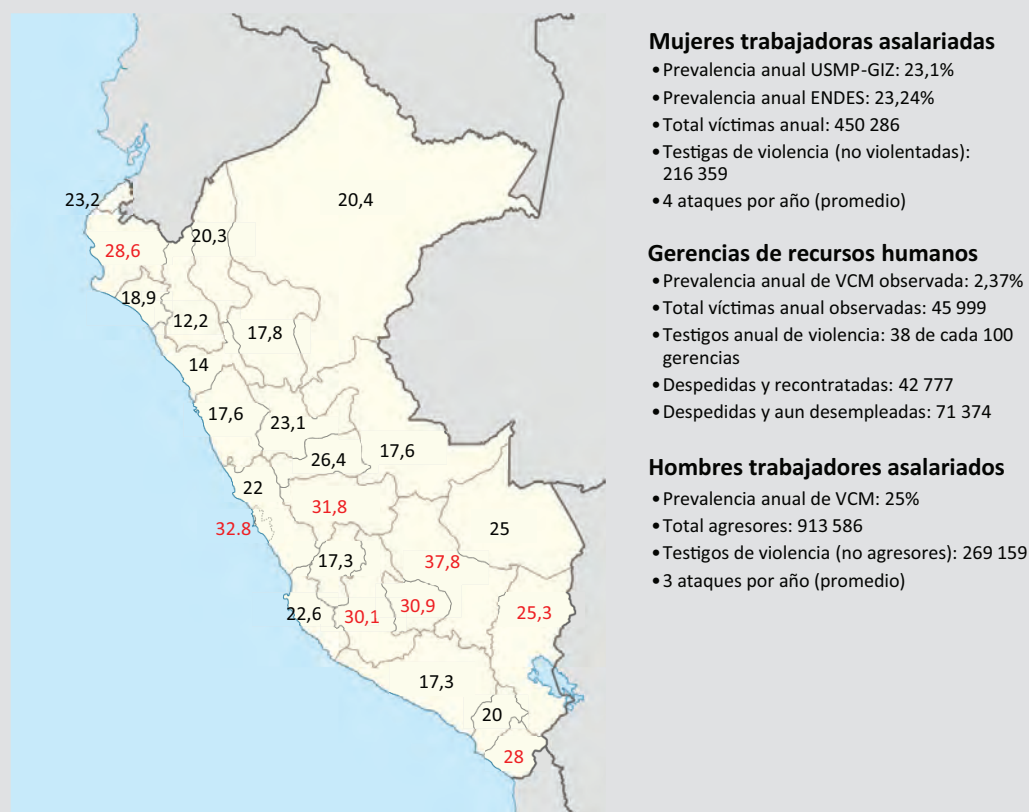 23,2
20,4
20,3
28,6
18,9
12,2
17,8
14
17,6
23,1
17,6
26,4
22
31,8
25
32.8
17,3
37,8
22,6
30,1
30,9
25,3
17,3
20
28
Mujeres trabajadoras asalariadas
•Prevalencia anual USMP-GIZ: 23,1%
•Prevalencia anual ENDES: 23,24%
•Total víctimas anual: 450 286
•Testigas de violencia (no violentadas):
216 359
•4 ataques por año (promedio)
Gerencias de recursos humanos
•Prevalencia anual de VCM observada: 2,37%
•Total víctimas anual observadas: 45 999
•Testigos anual de violencia: 38 de cada 100
gerencias
•Despedidas y recontratadas: 42 777
•Despedidas y aun desempleadas: 71 374
Hombres trabajadores asalariados
•Prevalencia anual de VCM: 25%
•Total agresores: 913 586
•Testigos de violencia (no agresores): 269 159
•3 ataques por año (promedio)